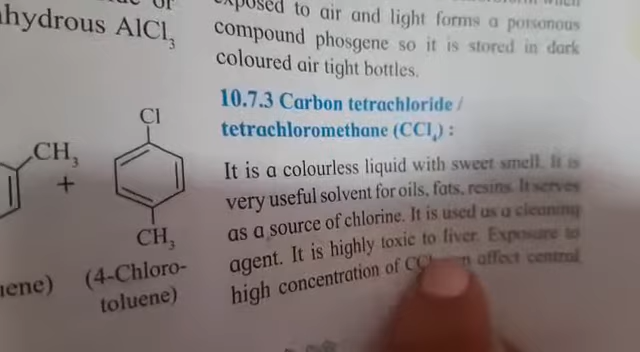 hydrous AlCl3
CH3
+
Cl
CH3
ene)
(4-Chloro-
toluene)
exposed to air and light forms a poisonous
compound phosgene so it is stored in dark
coloured air tight bottles.
10.7.3 Carbon tetrachloride /
tetrachloromethane (CCl4) :
It is a colourless liquid with sweet smell. It is
very useful solvent for oils, fats, resins. It serves
as a source of chlorine. It is used as a cleaning
agent. It is highly toxic to liver. Exposure to
high concentration of affect central